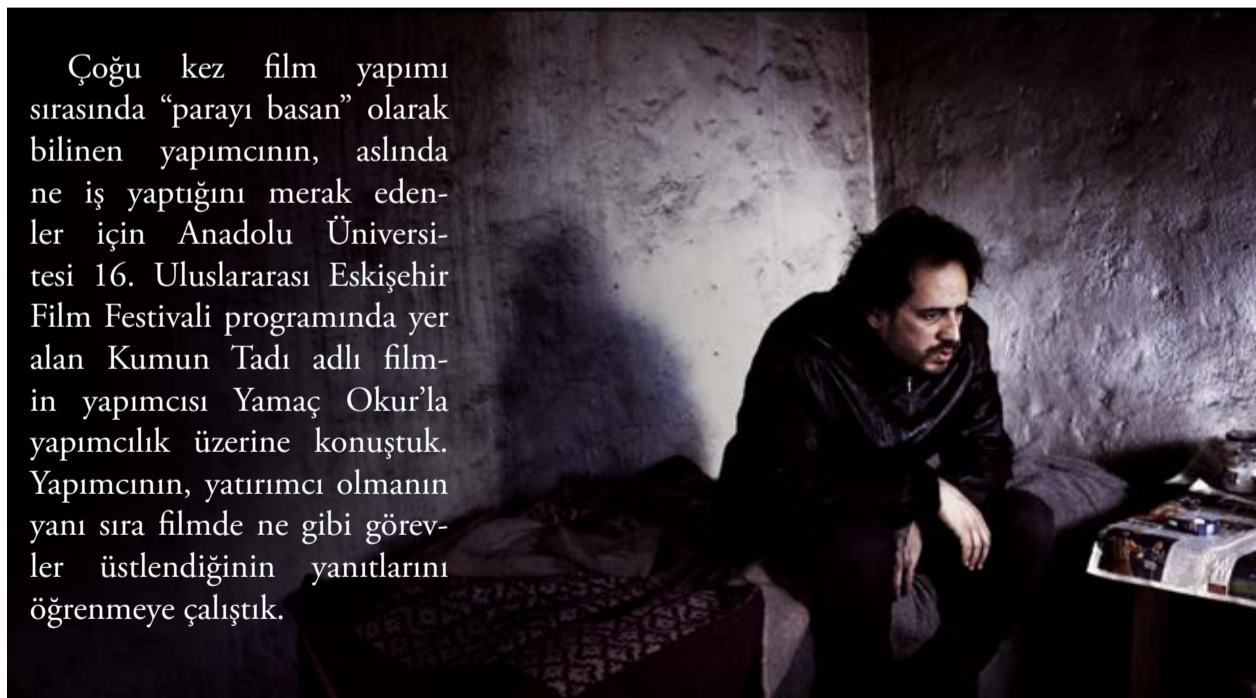 Çoğu kez film yapımı
sırasında “parayı basan” olarak
bilinen yapımcının, aslında
ne iş yaptığını merak eden-
ler için Anadolu Üniversi-
tesi 16. Uluslararası Eskişehir
Film Festivali programında yer
alan Kumun Tadı adlı film-
in yapımcısı Yamaç Okur’la
yapımcılık üzerine konuştuk.
Yapımcının, yatırımcı olmanın
yanı sıra filmde ne gibi görev-
ler üstlendiğinin yanıtlarını
öğrenmeye çalıştık.